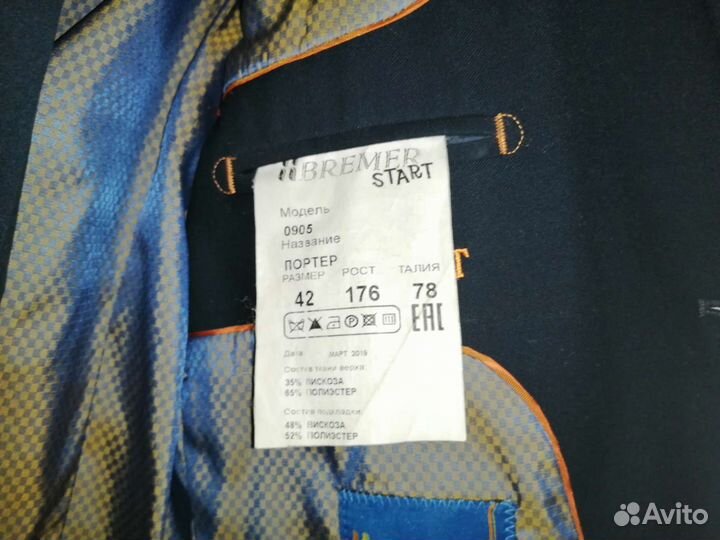 BREMER
START
Модель
0905
Название
ПОРТЕР
РАЗМЕР РОСТ ТАЛИЯ
42 176 78
EAC
Дата МАРТ 2019
Состав ткани верха:
35% ВИСКОЗА
65% ПОЛИЭСТЕР
Состав подкладки:
48% ВИСКОЗА
52% ПОЛИЭСТЕР
T
Avito